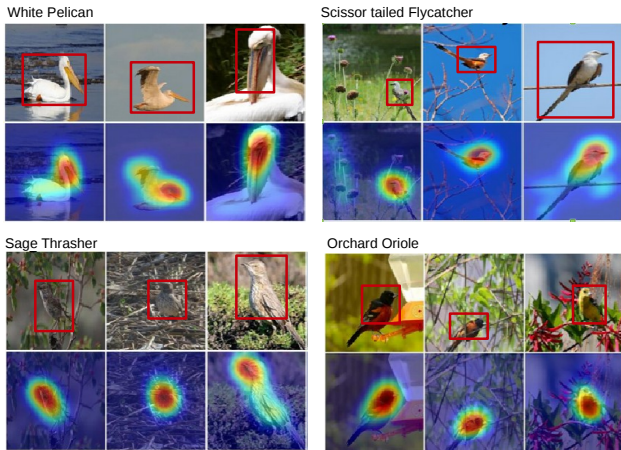 White Pelican
Scissor tailed Flycatcher
Sage Thrasher
Orchard Oriole